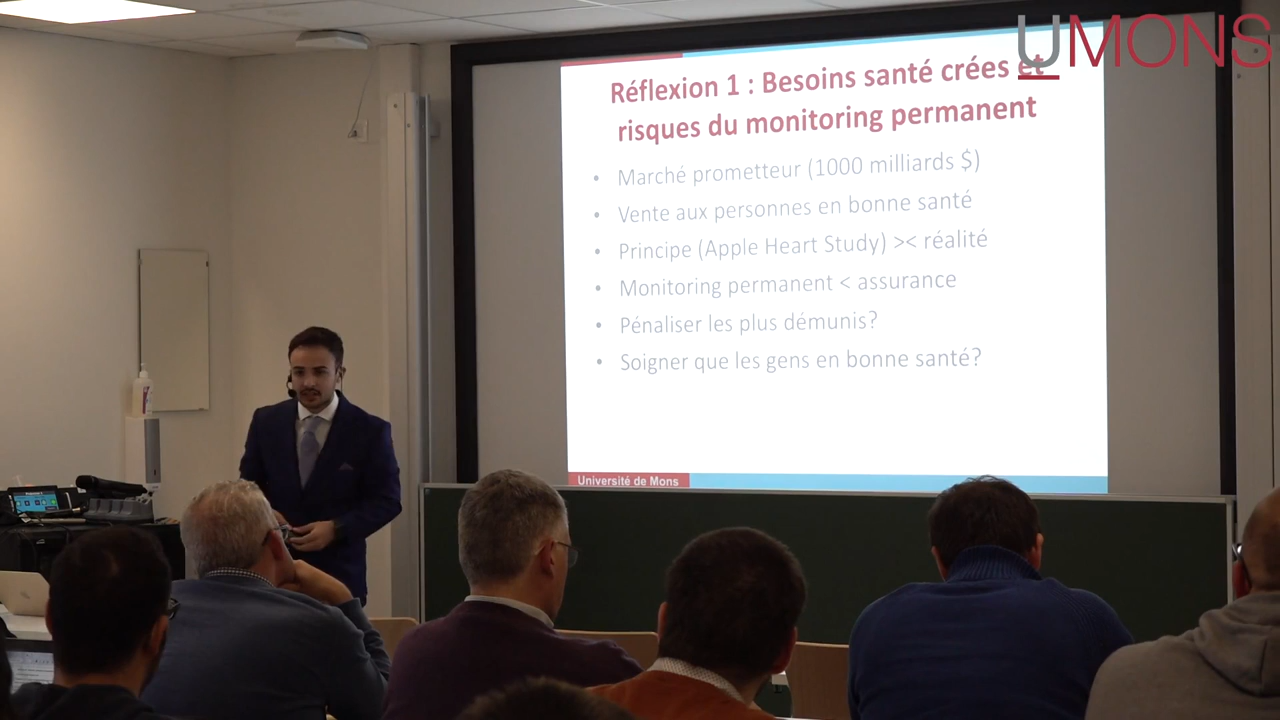 UMONS
Réflexion 1 : Besoins santé crées et
risques du monitoring permanent
• Marché prometteur (1000 milliards $)
• Vente aux personnes en bonne santé
• Principe (Apple Heart Study) >< réalité
• Monitoring permanent < assurance
• Pénaliser les plus démunis?
• Soigner que les gens en bonne santé?
Université de Mons